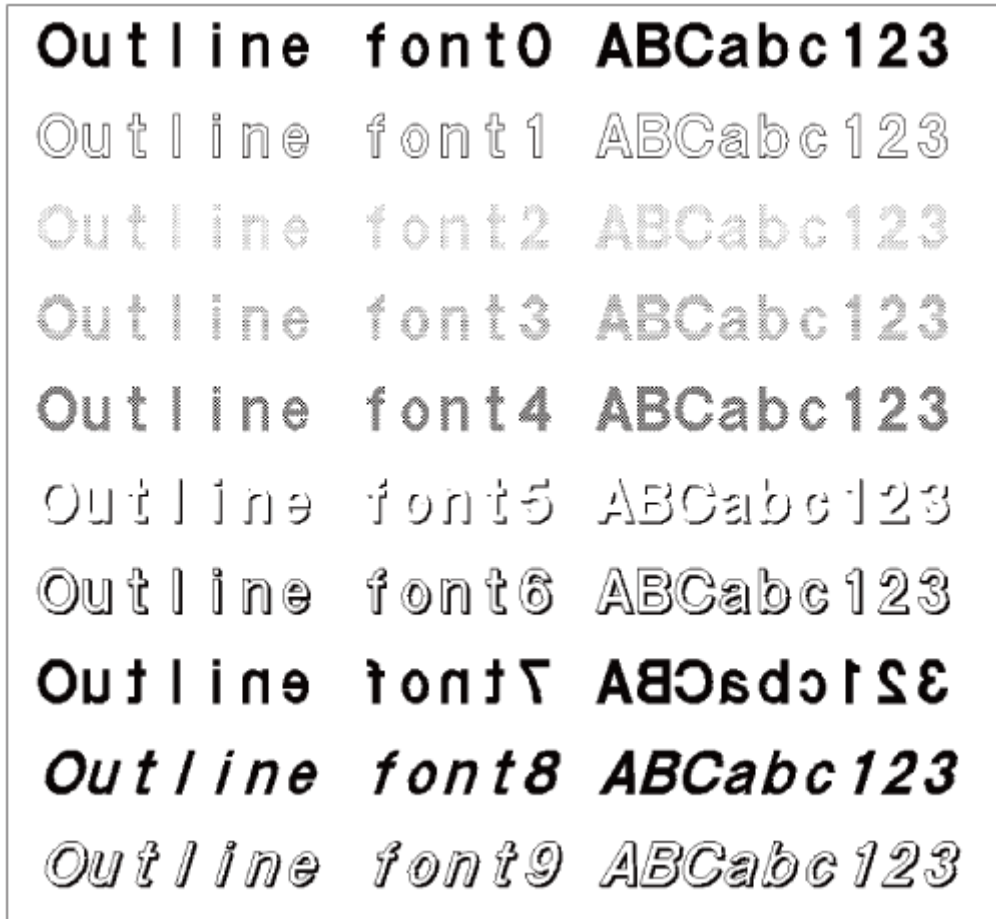 Outline font0 ABCabc123
Outline font1 ABCabc123
Outline font2 ABCabc123
Outline font3 ABCabc123
Outline font4 ABCabc123
Outline font5 ABCabc123
Outline font6 ABCabc123
Outline font7 ABCabc123
Outline font8 ABCabc123
Outline font9 ABCabc123